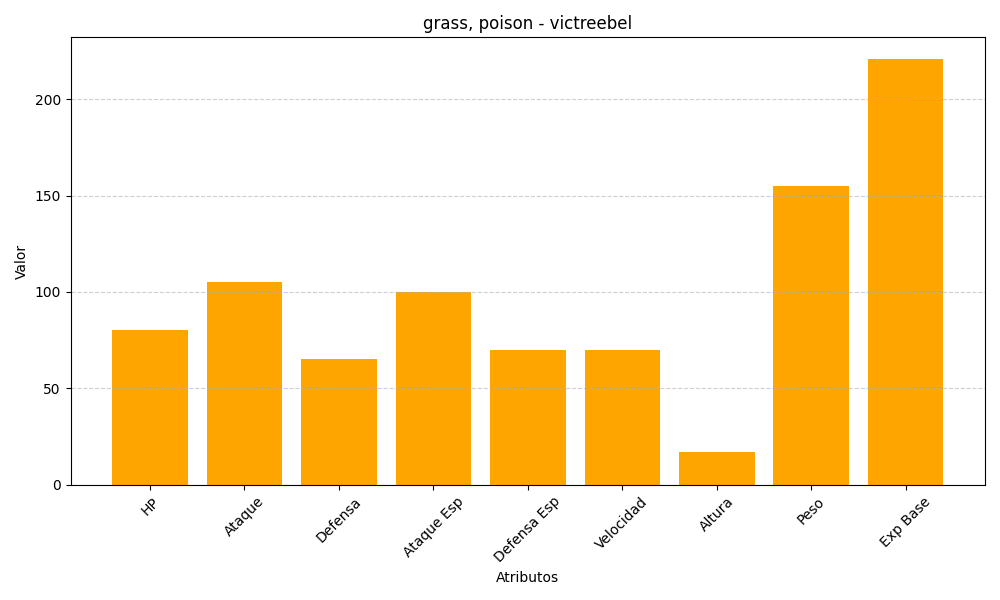 grass, poison - victreebel
Valor
200
150
100
50
0
HP
Ataque
Defensa
Ataque Esp
Defensa Esp
Velocidad
Altura
Peso
Exp Base
Atributos